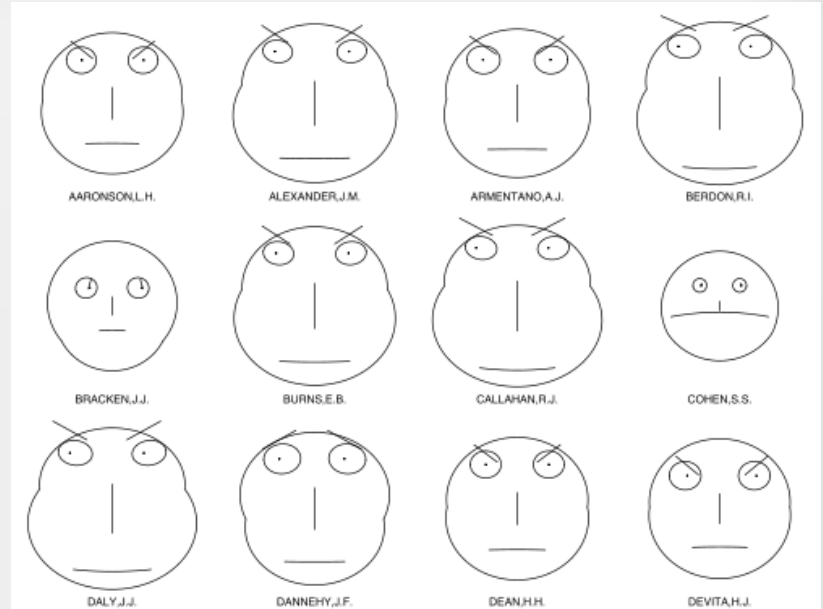 AARONSON,L.H.
ALEXANDER,J.M.
ARMENTANO,A.J.
BERDON,R.I.
BRACKEN,J.J.
BURNS,E.B.
CALLAHAN,R.J.
COHEN,S.S.
DALY,J.J.
DANNEHY,J.F.
DEAN,H.H.
DEVITA,H.J.